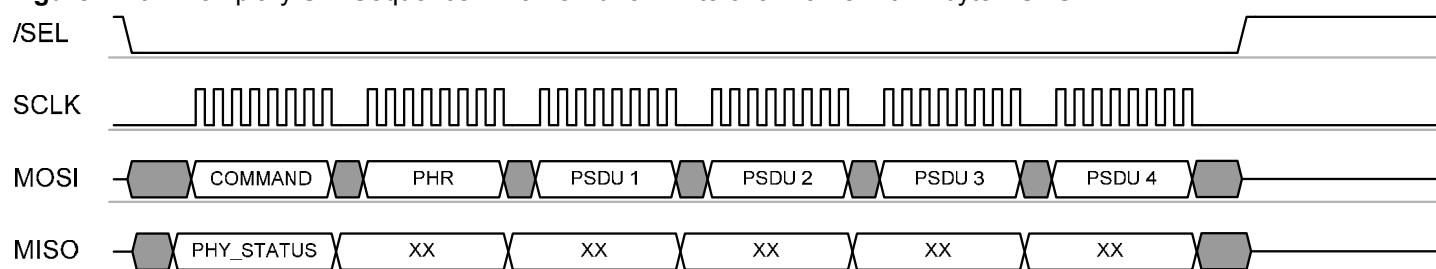 /SEL
SCLK
MOSI COMMAND PHR PSDU 1 PSDU 2 PSDU 3 PSDU 4
MISO PHY_STATUS XX XX XX XX XX